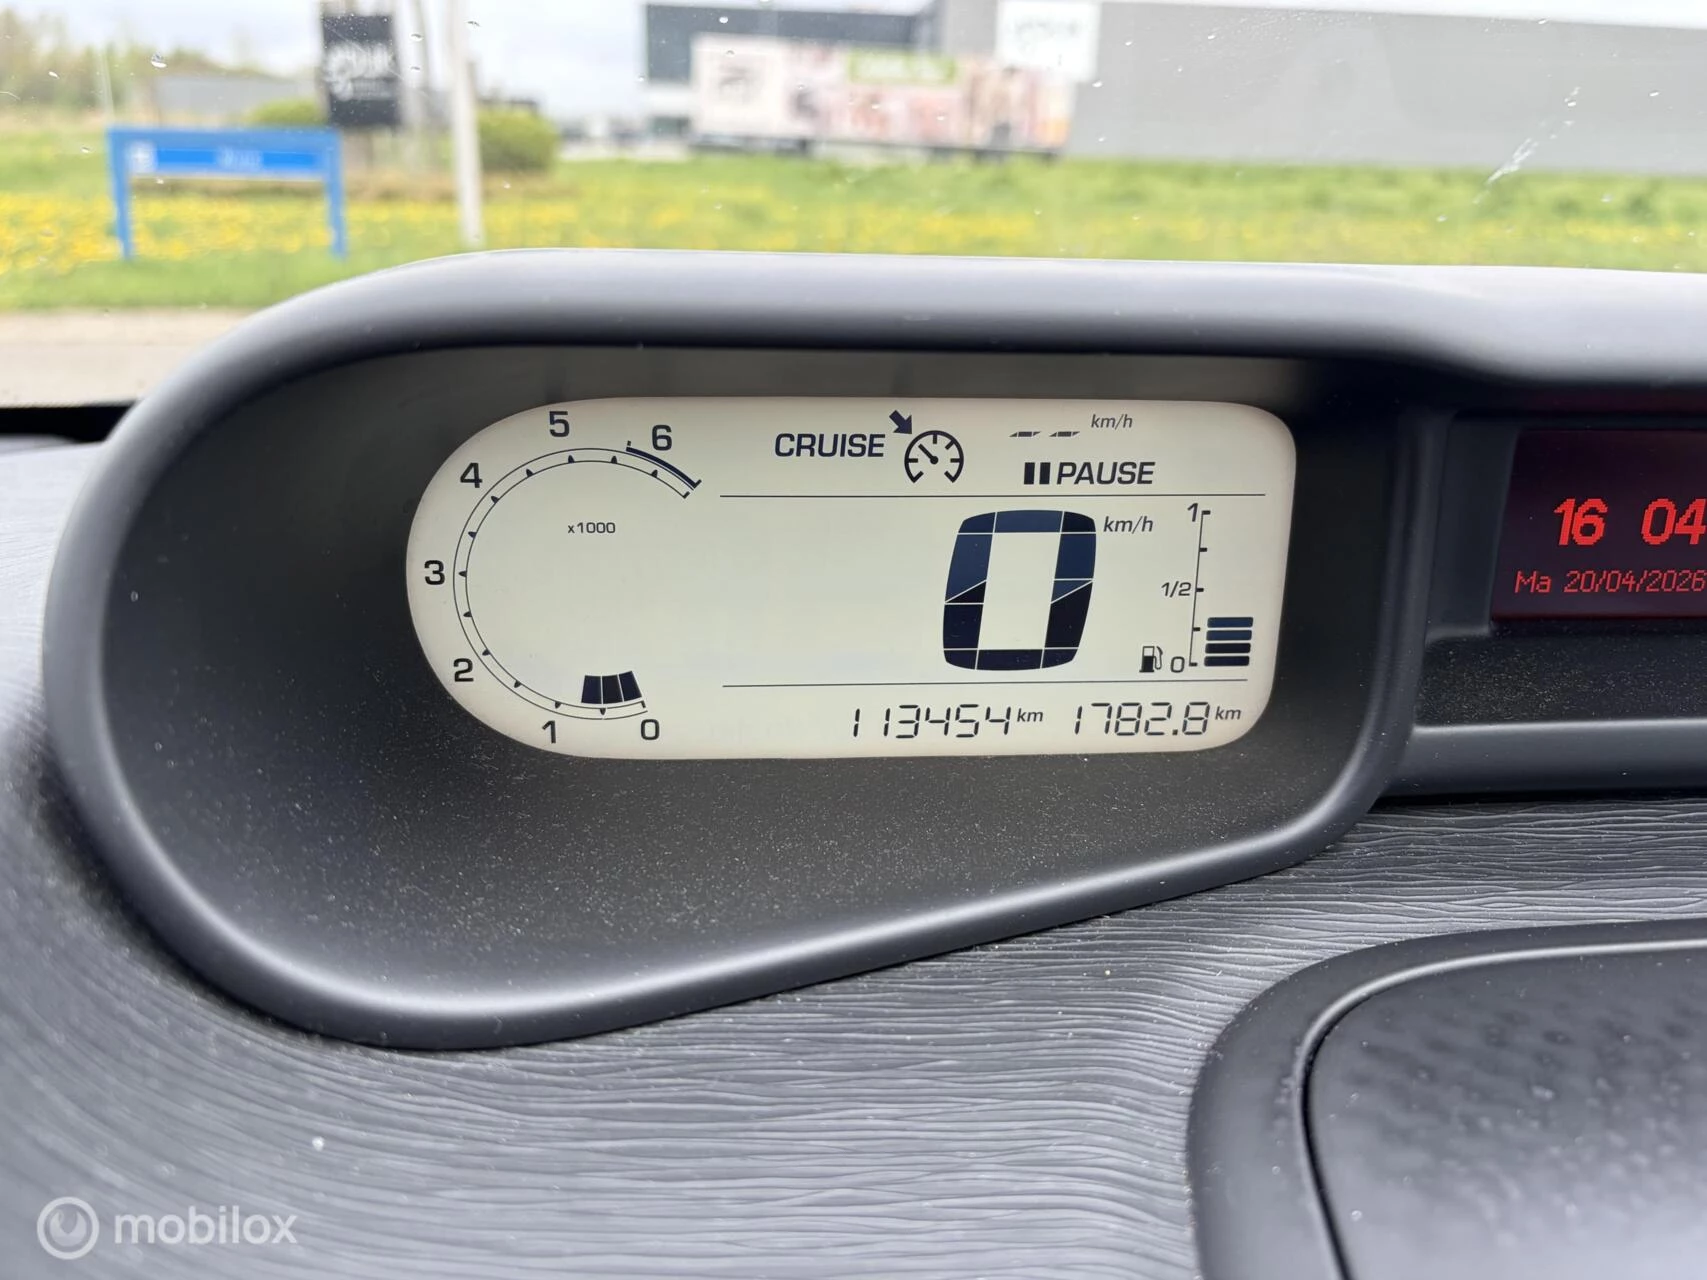 5
6
4
3
2
1
0
x1000
CRUISE
km/h
PAUSE
km/h
1
1/2
0
113454 km 1782.8 km
16 04
Ma 20/04/2026
mobilox